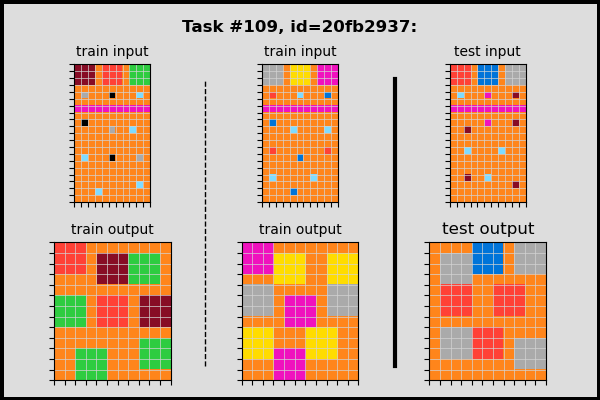 Task #109, id=20fb2937:
train input
train input
test input
train output
train output
test output